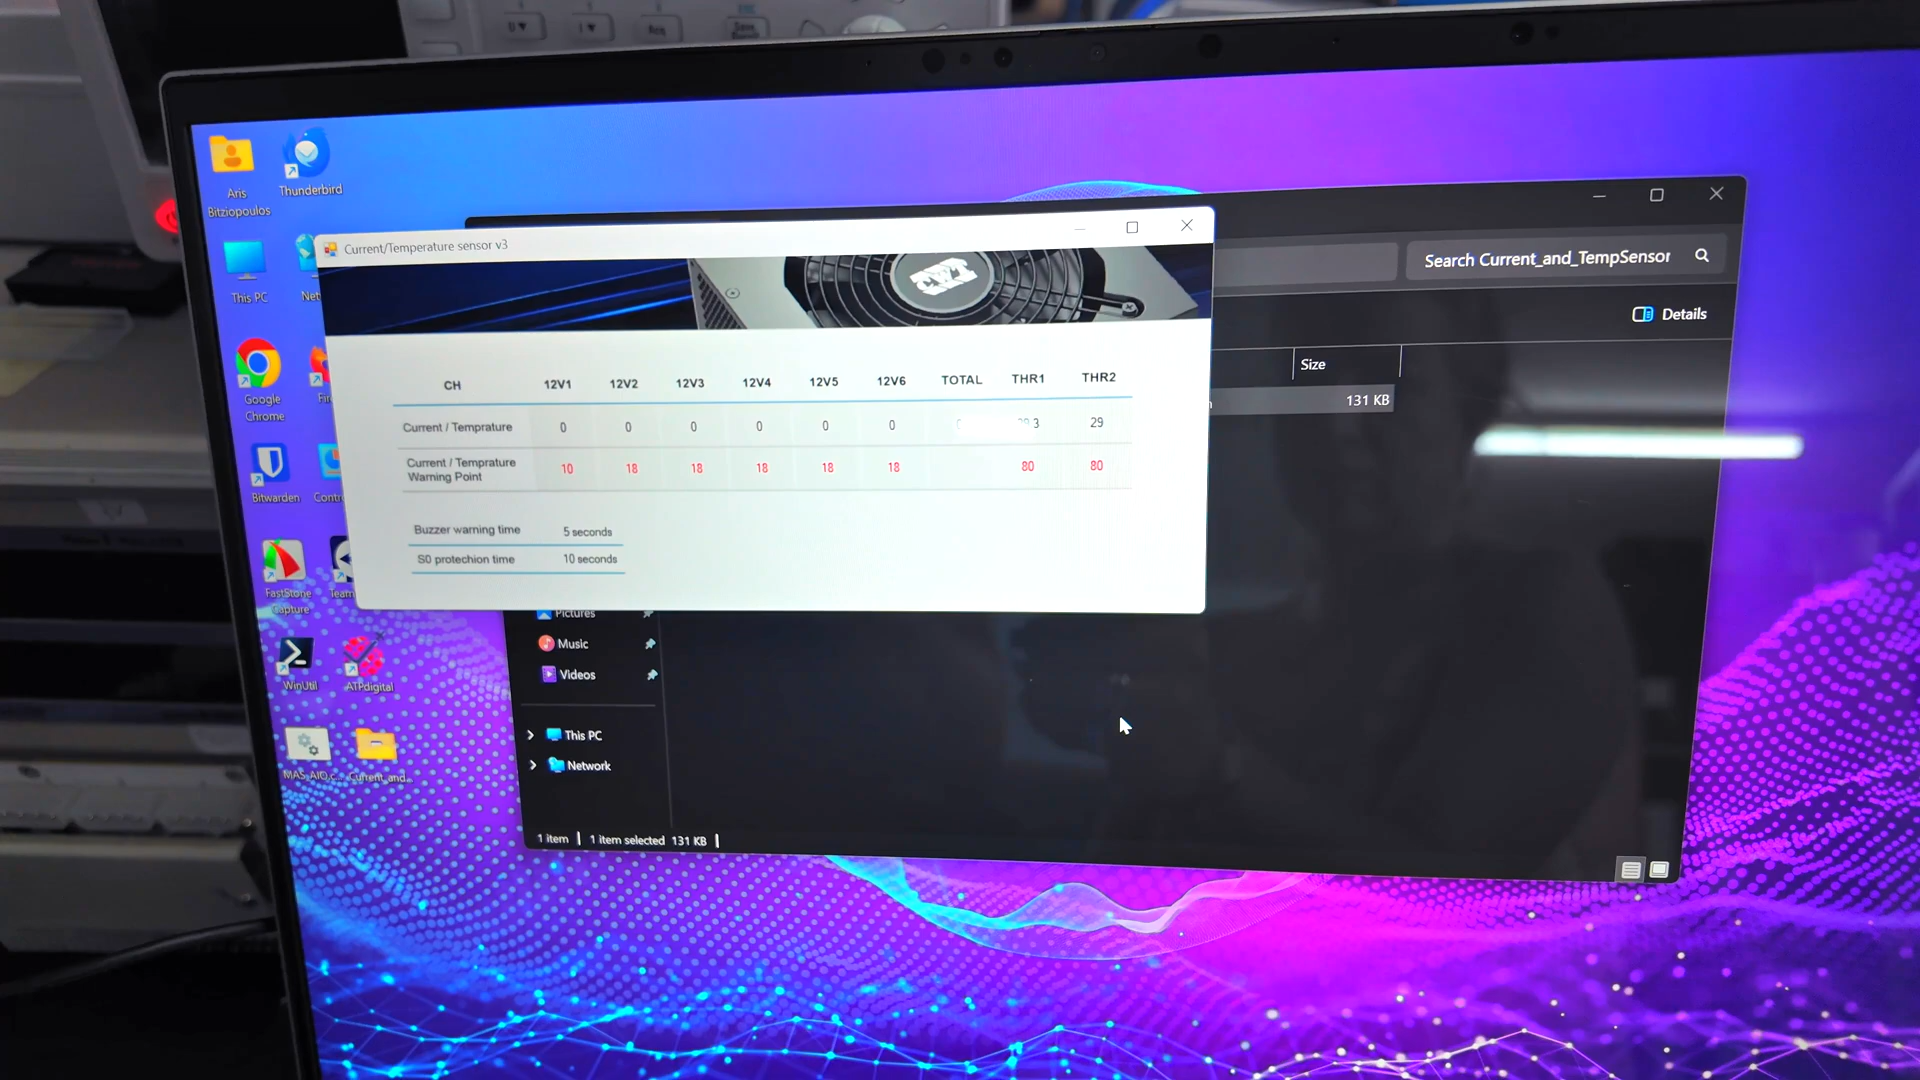 Aris
Bitziopoulos
Thunderbird
This PC
Google
Chrome
Bitwarden
FastStone
Capture
WinUtil
ATPdigital
Current/Temperature sensor v3
CWT
CH 12V1 12V2 12V3 12V4 12V5 12V6 TOTAL THR1 THR2
Current / Temprature 0 0 0 0 0 0 29
Current / Temprature
Warning Point 10 18 18 18 18 18 80 80
Buzzer warning time 5 seconds
S0 protechion time 10 seconds
Search Current_and_TempSensor
Details
Size
131 KB
Pictures
Music
Videos
This PC
Network
1 item 1 item selected 131 KB